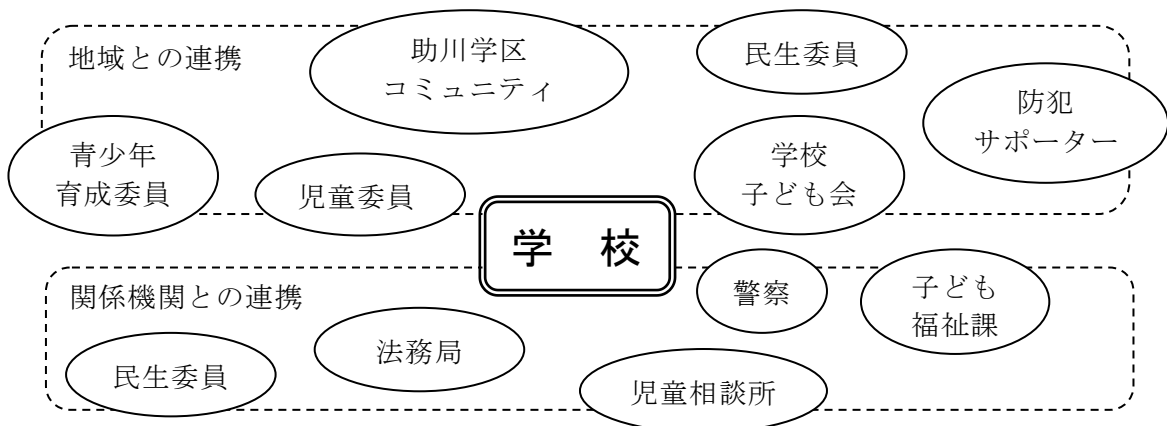 地域との連携
助川学区
コミュニティ
民生委員
防犯
サポーター
青少年
育成委員
児童委員
学校
子ども会
学 校
関係機関との連携
警察
子ども
福祉課
法務局
民生委員
児童相談所